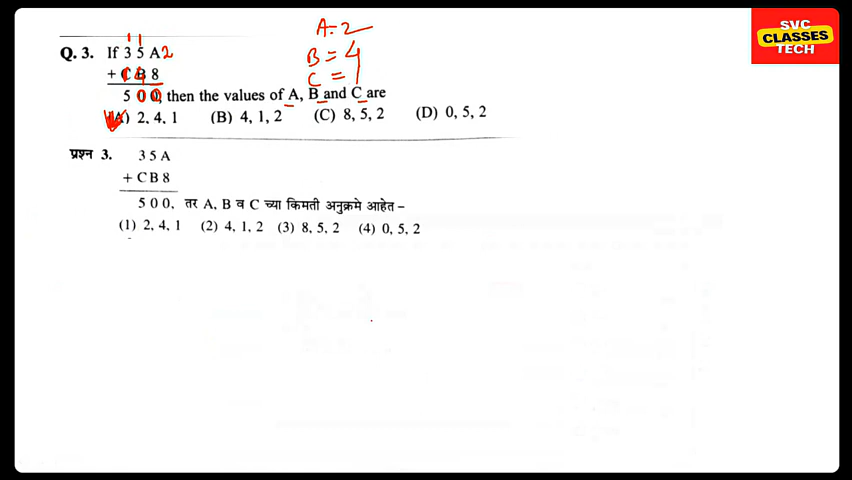 SVC
CLASSES
TECH
A = 2
B = 4
C = 1
1 1
Q. 3. If 3 5 A 2
+ C B 8
5 0 0, then the values of A, B and C are
(A) 2, 4, 1 (B) 4, 1, 2 (C) 8, 5, 2 (D) 0, 5, 2
प्रश्न 3. 3 5 A
+ C B 8
5 0 0, तर A, B व C च्या किमती अनुक्रमे आहेत –
(1) 2, 4, 1 (2) 4, 1, 2 (3) 8, 5, 2 (4) 0, 5, 2